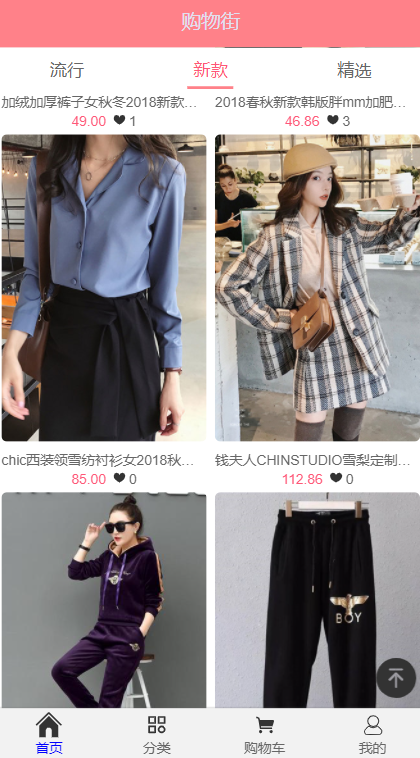 购物街
流行 新款 精选
加绒加厚裤子女秋冬2018新款... 2018春秋新款韩版胖mm加肥...
49.00 1 46.86 3
chic西装领雪纺衬衫女2018秋... 钱夫人CHINSTUDIO雪梨定制...
85.00 0 112.86 0
BOY
首页 分类 购物车 我的